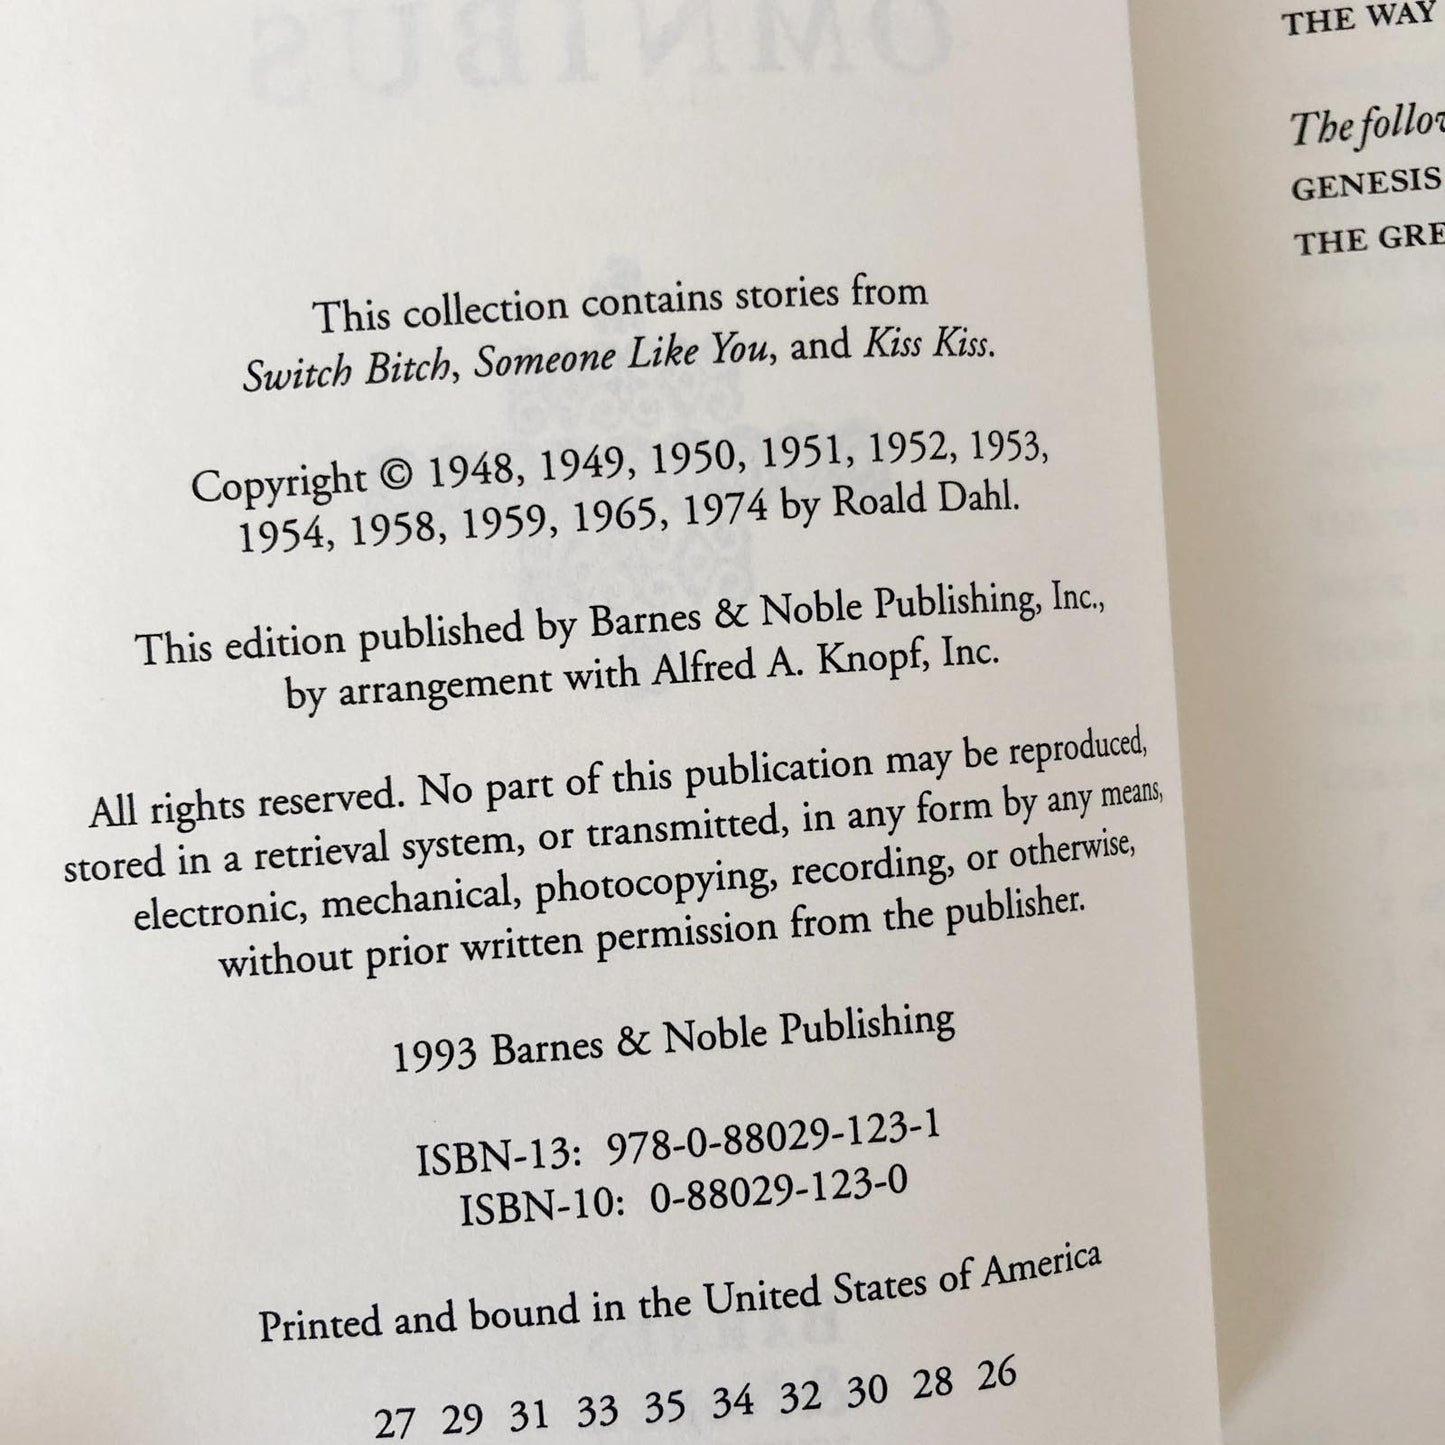 OMNIBUS
This collection contains stories from
Switch Bitch, Someone Like You, and Kiss Kiss.
Copyright © 1948, 1949, 1950, 1951, 1952, 1953,
1954, 1958, 1959, 1965, 1974 by Roald Dahl.
This edition published by Barnes & Noble Publishing, Inc.,
by arrangement with Alfred A. Knopf, Inc.
All rights reserved. No part of this publication may be reproduced,
stored in a retrieval system, or transmitted, in any form by any means,
electronic, mechanical, photocopying, recording, or otherwise,
without prior written permission from the publisher.
1993 Barnes & Noble Publishing
ISBN-13: 978-0-88029-123-1
ISBN-10: 0-88029-123-0
Printed and bound in the United States of America
27 29 31 33 35 34 32 30 28 26
THE WAY
The follow
GENESIS
THE GRE